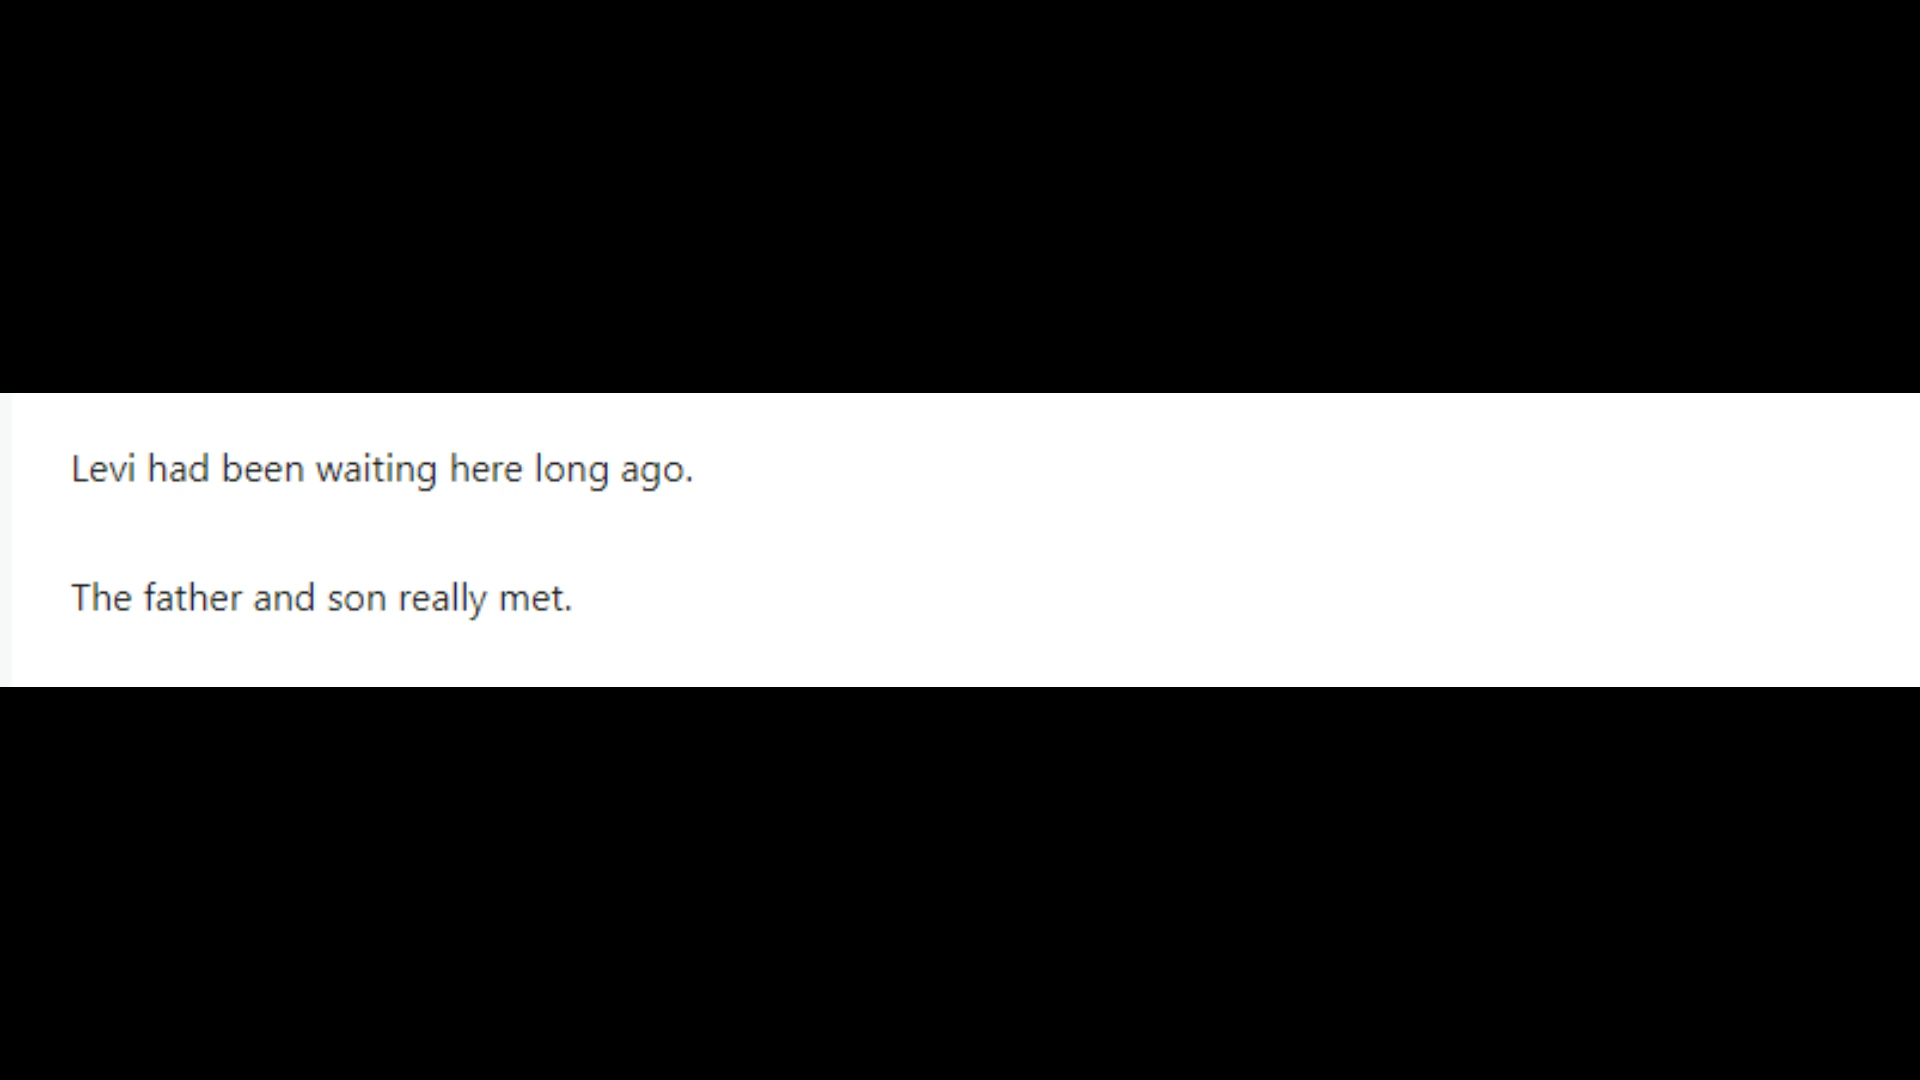 Levi had been waiting here long ago.
The father and son really met.